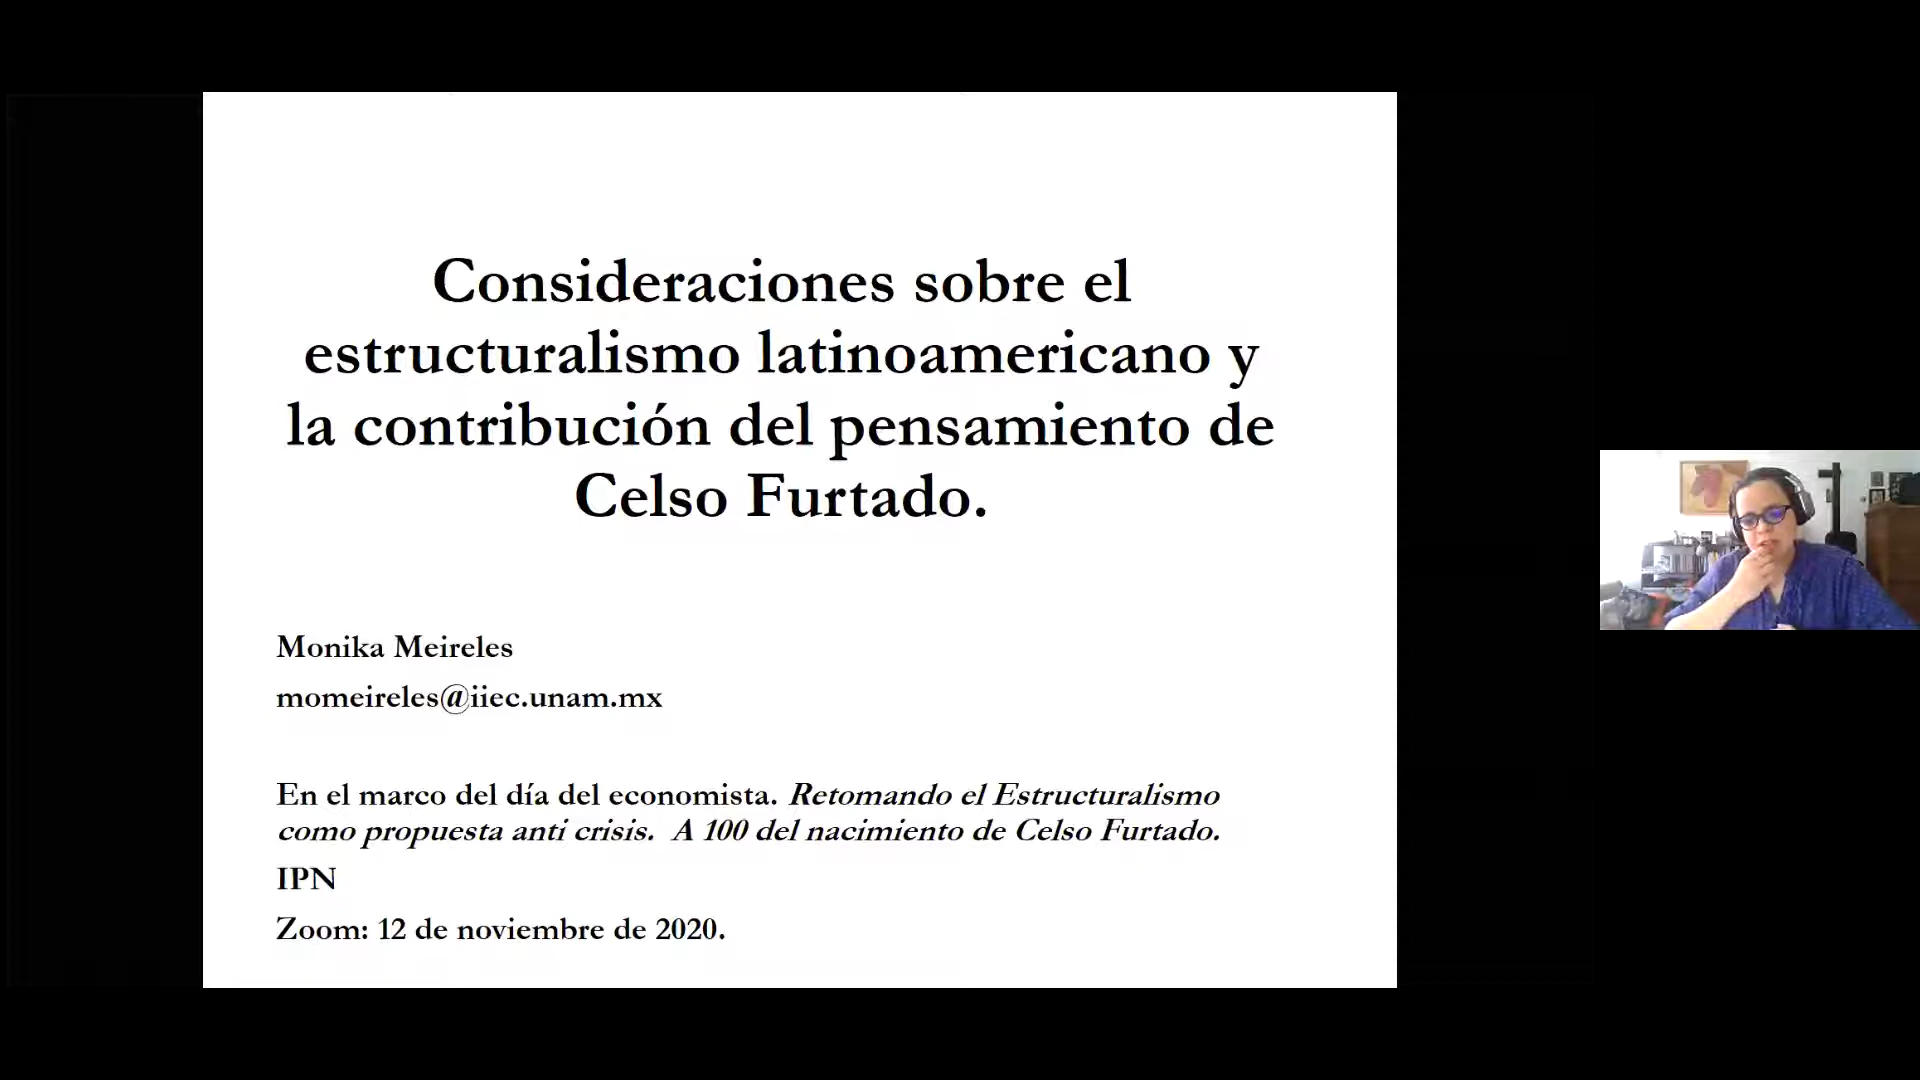 Consideraciones sobre el
estructuralismo latinoamericano y
la contribución del pensamiento de
Celso Furtado.
Monika Meireles
momeireles@iiec.unam.mx
En el marco del día del economista. Retomando el Estructuralismo
como propuesta anti crisis. A 100 del nacimiento de Celso Furtado.
IPN
Zoom: 12 de noviembre de 2020.